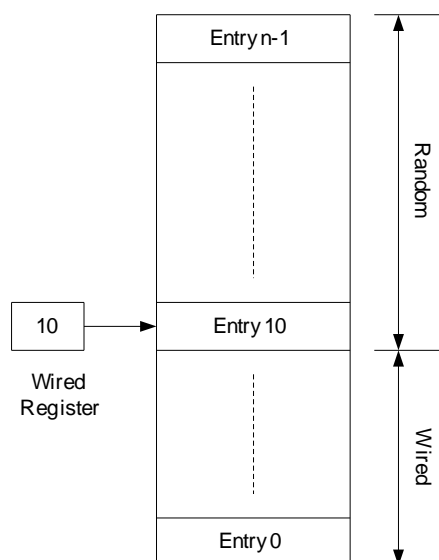 Entry n-1
Random
10
Entry 10
Wired
Register
Wired
Entry 0